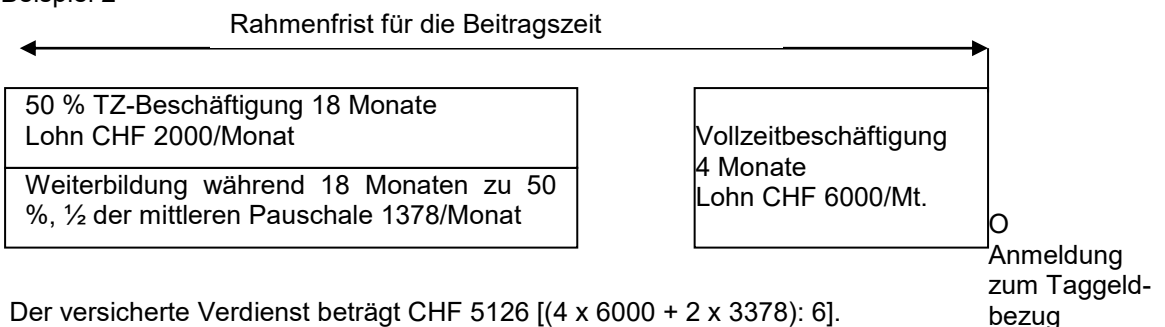 Beispiel 2
Rahmenfrist für die Beitragszeit
50 % TZ-Beschäftigung 18 Monate
Lohn CHF 2000/Monat
Weiterbildung während 18 Monaten zu 50
%, ½ der mittleren Pauschale 1378/Monat
Vollzeitbeschäftigung
4 Monate
Lohn CHF 6000/Mt.
O
Anmeldung
zum Taggeld-
bezug
Der versicherte Verdienst beträgt CHF 5126 [(4 x 6000 + 2 x 3378): 6].